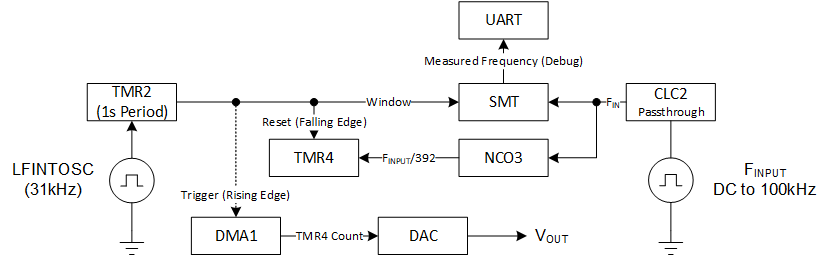 UART
Measured Frequency (Debug)
TMR2
(1s Period)
Window
SMT
FIN
CLC2
Passthrough
Reset (Falling Edge)
TMR4
FINPUT/392
NCO3
LFINTOSC
(31kHz)
FINPUT
DC to 100kHz
Trigger (Rising Edge)
DMA1
TMR4 Count
DAC
VOUT